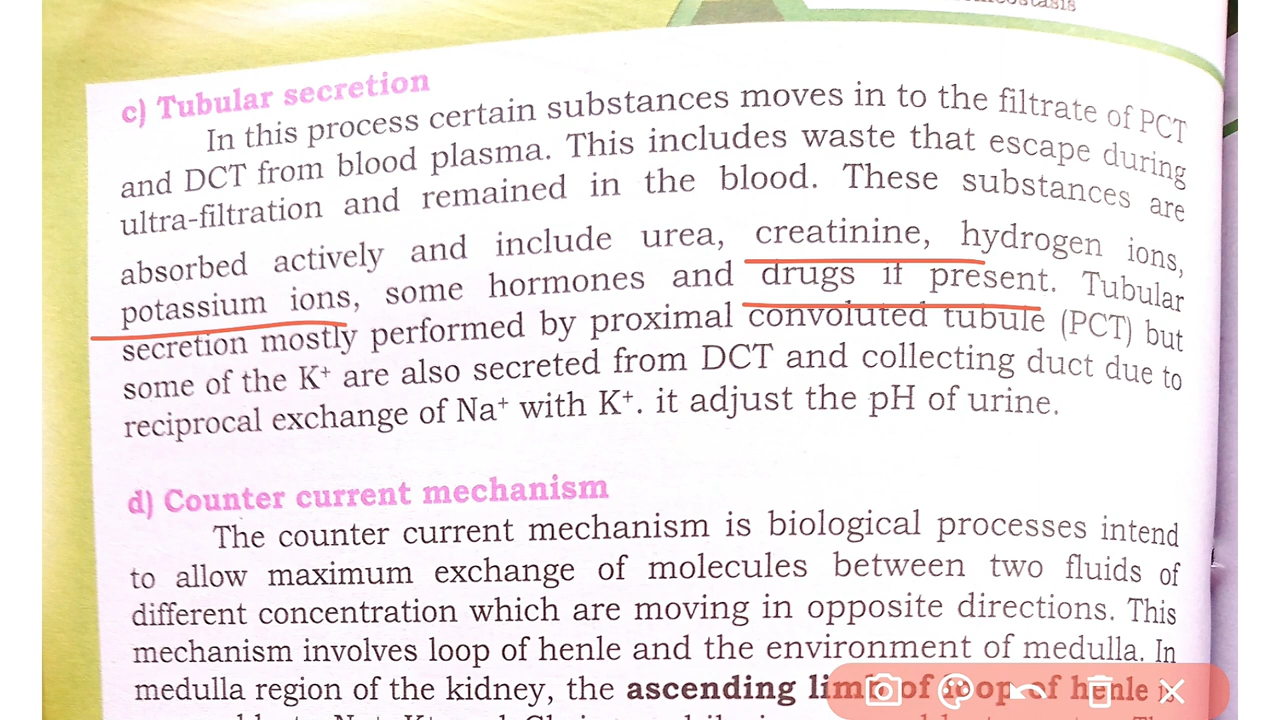 c) Tubular secretion
In this process certain substances moves in to the filtrate of PCT
and DCT from blood plasma. This includes waste that escape during
ultra-filtration and remained in the blood. These substances are
absorbed actively and include urea, creatinine, hydrogen ions,
potassium ions, some hormones and drugs if present. Tubular
secretion mostly performed by proximal convoluted tubule (PCT) but
some of the K⁺ are also secreted from DCT and collecting duct due to
reciprocal exchange of Na⁺ with K⁺. it adjust the pH of urine.
d) Counter current mechanism
The counter current mechanism is biological processes intend
to allow maximum exchange of molecules between two fluids of
different concentration which are moving in opposite directions. This
mechanism involves loop of henle and the environment of medulla. In
medulla region of the kidney, the ascending limb of loop of henle